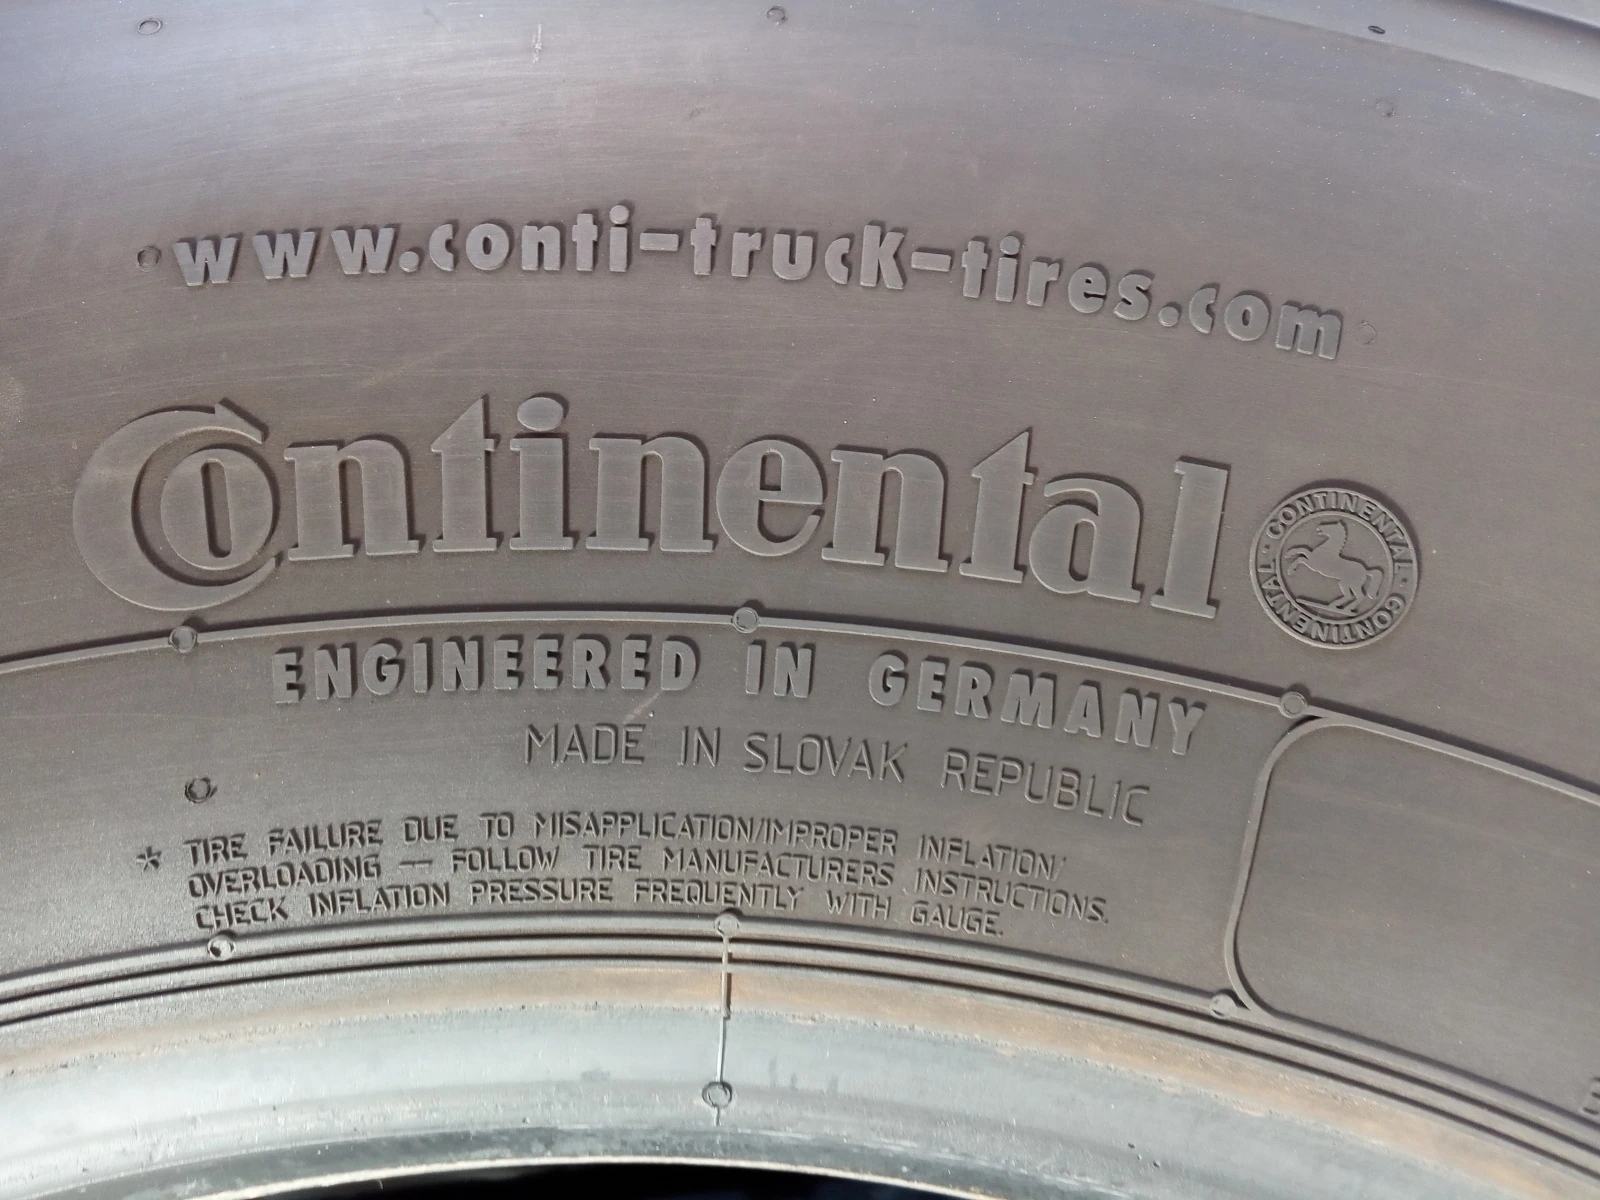 www.conti-truck-tires.com
Continental
CONTINENTAL · CONTINENTAL · CONTINENTAL
ENGINEERED IN GERMANY
MADE IN SLOVAK REPUBLIC
* TIRE FAILURE DUE TO MISAPPLICATION/IMPROPER INFLATION/
OVERLOADING — FOLLOW TIRE MANUFACTURERS INSTRUCTIONS.
CHECK INFLATION PRESSURE FREQUENTLY WITH GAUGE.